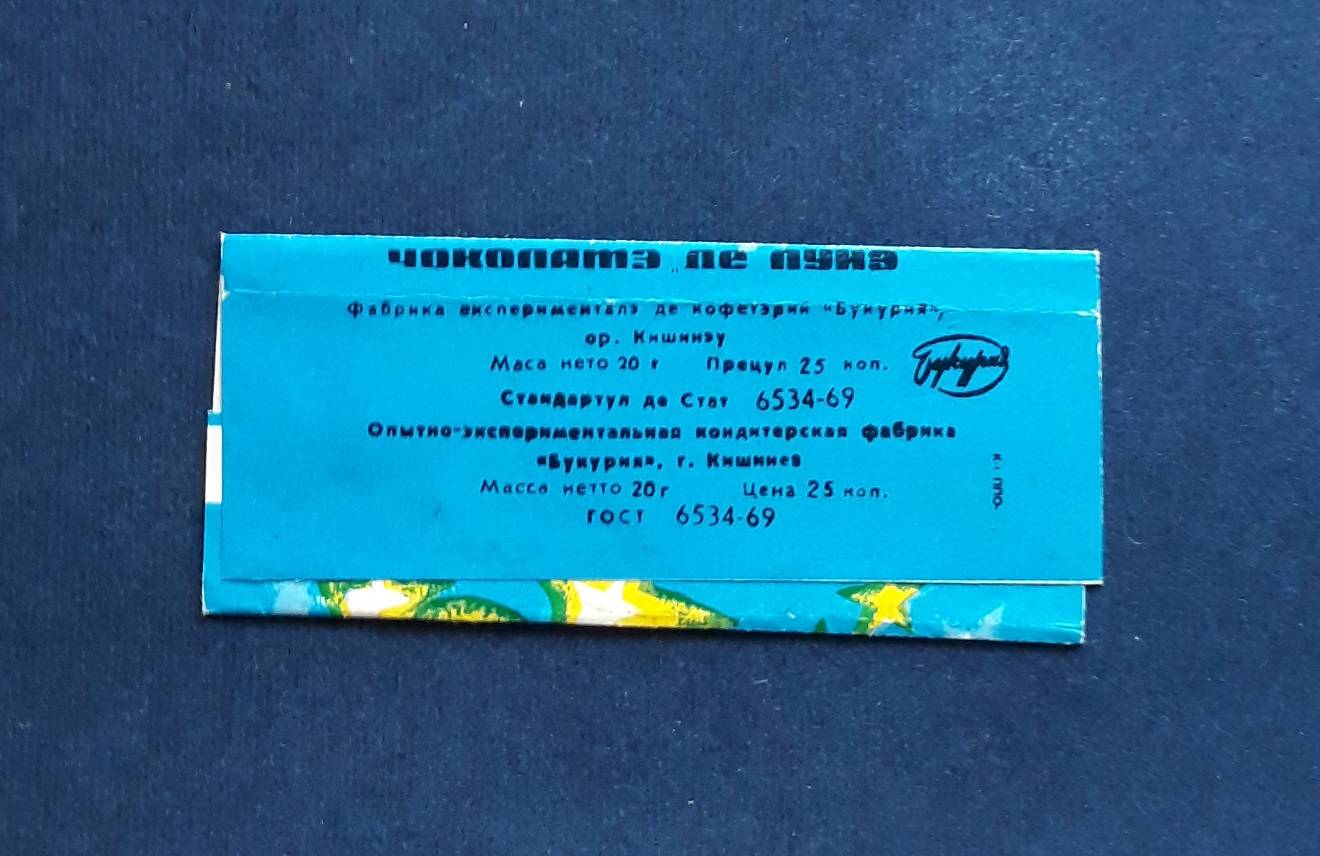 ЧОКОЛАТЭ „ДЕ ЛУНЭ
Фабрика експерименталэ де кофетэрий «Букурия»,
ор. Кишинэу
Маса нето 20 г Прецул 25 коп.
Букурия
Стандартул де Стат 6534-69
Опытно-экспериментальная кондитерская фабрика
«Букурия», г. Кишинев
Масса нетто 20 г Цена 25 коп.
ГОСТ 6534-69